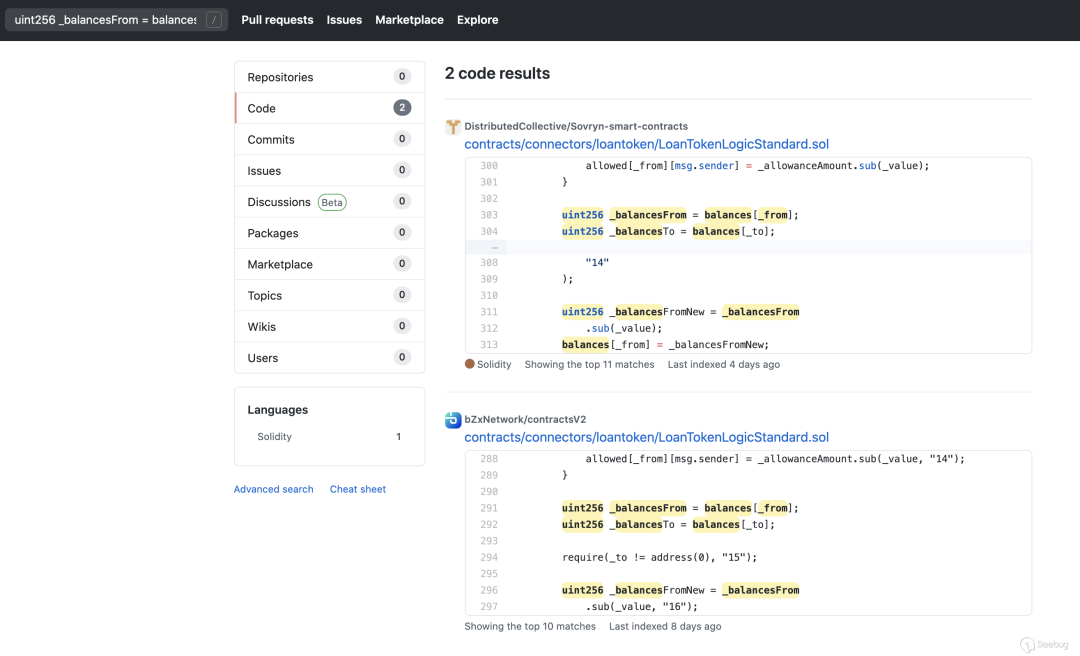 uint256 _balancesFrom = balances /
Pull requests Issues Marketplace Explore
Repositories 0
Code 2
Commits 0
Issues 0
Discussions Beta 0
Packages 0
Marketplace 0
Topics 0
Wikis 0
Users 0
Languages
Solidity 1
Advanced search Cheat sheet
2 code results
DistributedCollective/Sovryn-smart-contracts
contracts/connectors/loantoken/LoanTokenLogicStandard.sol
300 allowed[_from][msg.sender] = _allowanceAmount.sub(_value);
301 }
302
303 uint256 _balancesFrom = balances[_from];
304 uint256 _balancesTo = balances[_to];
…
308 "14"
309 );
310
311 uint256 _balancesFromNew = _balancesFrom
312 .sub(_value);
313 balances[_from] = _balancesFromNew;
Solidity Showing the top 11 matches Last indexed 4 days ago
bZxNetwork/contractsV2
contracts/connectors/loantoken/LoanTokenLogicStandard.sol
288 allowed[_from][msg.sender] = _allowanceAmount.sub(_value, "14");
289 }
290
291 uint256 _balancesFrom = balances[_from];
292 uint256 _balancesTo = balances[_to];
293
294 require(_to != address(0), "15");
295
296 uint256 _balancesFromNew = _balancesFrom
297 .sub(_value, "16");
Showing the top 10 matches Last indexed 8 days ago
Seebug